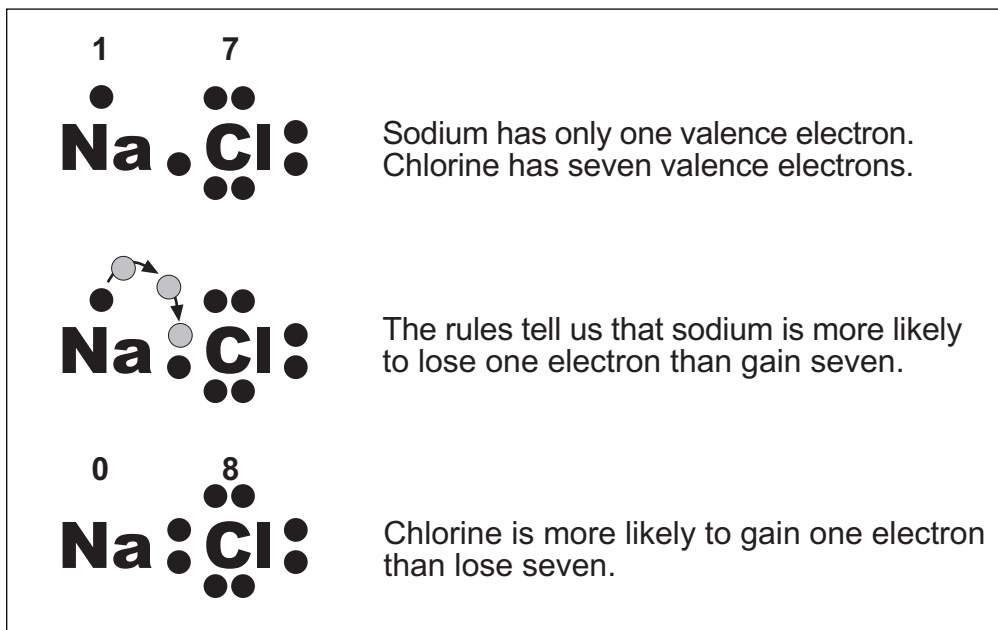 1 7
Na Cl
Sodium has only one valence electron.
Chlorine has seven valence electrons.
Na Cl
The rules tell us that sodium is more likely
to lose one electron than gain seven.
0 8
Na Cl
Chlorine is more likely to gain one electron
than lose seven.